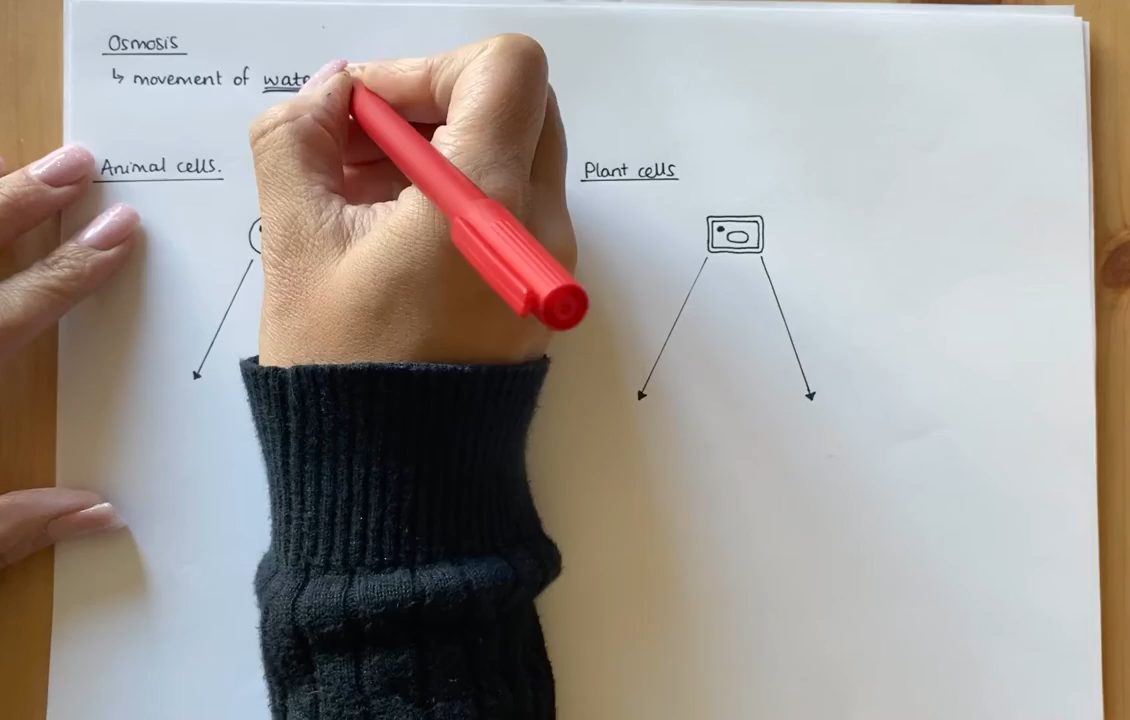 Osmosis
↳ movement of
Animal cells.
Plant cells